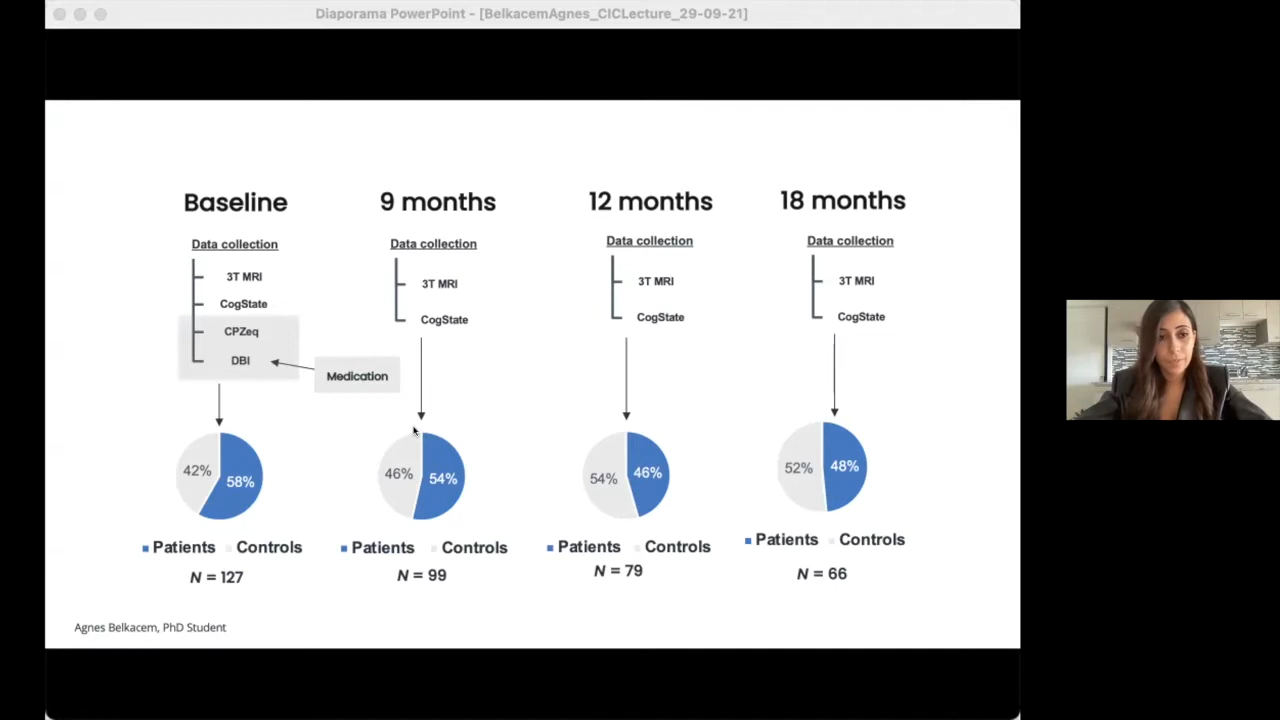 Diaporama PowerPoint - [BelkacemAgnes_CICLecture_29-09-21]
Baseline
Data collection
3T MRI
CogState
CPZeq
DBI
Medication
42%
58%
Patients Controls
N = 127
9 months
Data collection
3T MRI
CogState
46%
54%
Patients Controls
N = 99
12 months
Data collection
3T MRI
CogState
54%
46%
Patients Controls
N = 79
18 months
Data collection
3T MRI
CogState
52%
48%
Patients Controls
N = 66
Agnes Belkacem, PhD Student